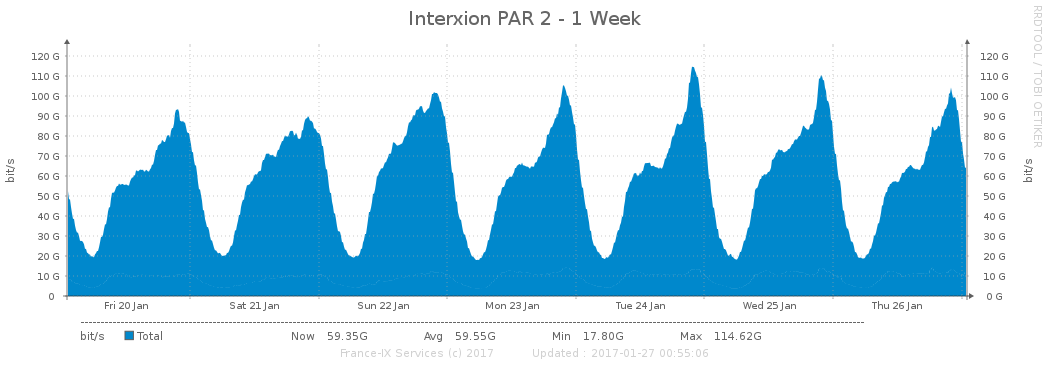 Interxion PAR 2 - 1 Week
RRDTOOL / TOBI OETIKER
bit/s
120 G
110 G
100 G
90 G
80 G
70 G
60 G
50 G
40 G
30 G
20 G
10 G
0
120 G
110 G
100 G
90 G
80 G
70 G
60 G
50 G
40 G
30 G
20 G
10 G
0 G
bit/s
Fri 20 Jan Sat 21 Jan Sun 22 Jan Mon 23 Jan Tue 24 Jan Wed 25 Jan Thu 26 Jan
bit/s Total Now 59.35G Avg 59.55G Min 17.80G Max 114.62G
France-IX Services (c) 2017 Updated : 2017-01-27 00:55:06